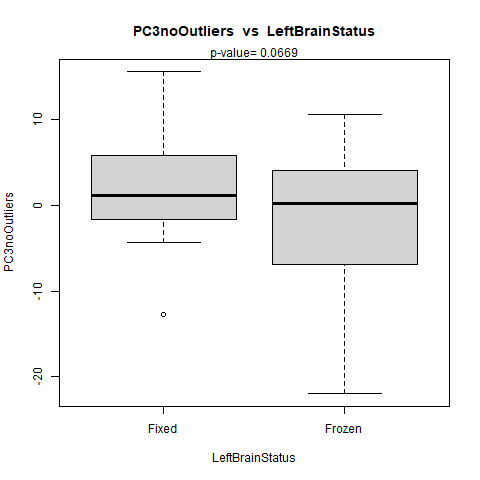 PC3noOutliers vs LeftBrainStatus
p-value= 0.0669
10
0
-10
-20
PC3noOutliers
Fixed
Frozen
LeftBrainStatus